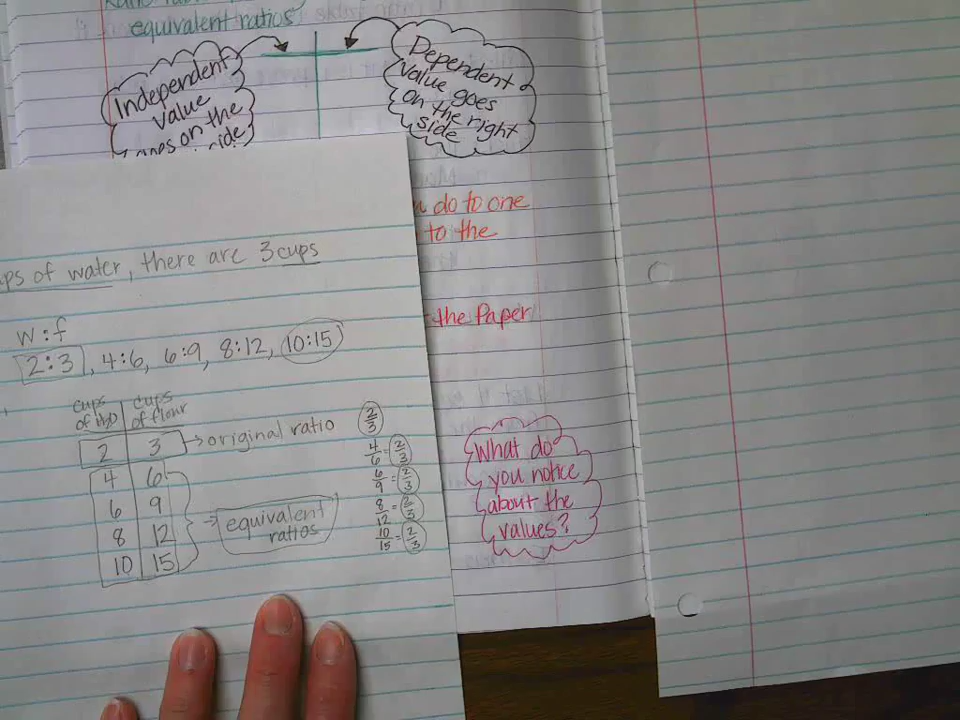 equivalent ratios
Independent
Value
goes on the
side
Dependent
Value goes
on the right
side
do to one
to the
the Paper
What do
you notice
about the
values?
of water, there are 3 cups
w:f
2:3, 4:6, 6:9, 8:12, 10:15
cups of H2O | cups of flour
2 | 3 → original ratio
4 | 6
6 | 9
8 | 12
10 | 15
→ equivalent
ratios
2/3
4/6 = 2/3
6/9 = 2/3
8/12 = 2/3
10/15 = 2/3